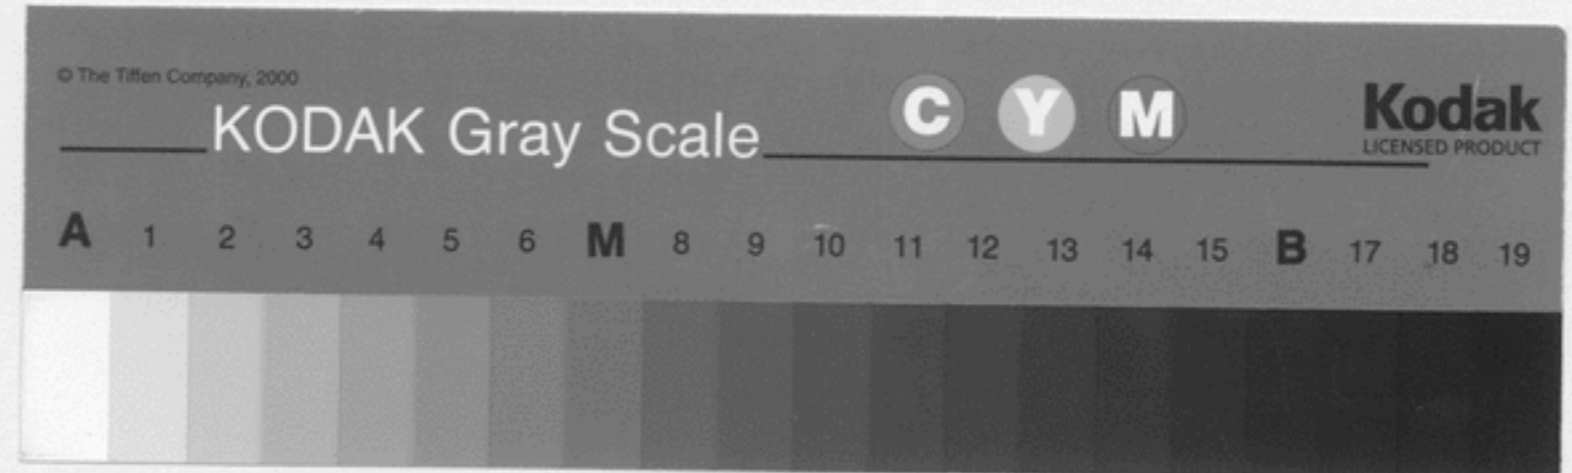 © The Tiffen Company, 2000
KODAK Gray Scale
C Y M
Kodak
LICENSED PRODUCT
A 1 2 3 4 5 6 M 8 9 10 11 12 13 14 15 B 17 18 19